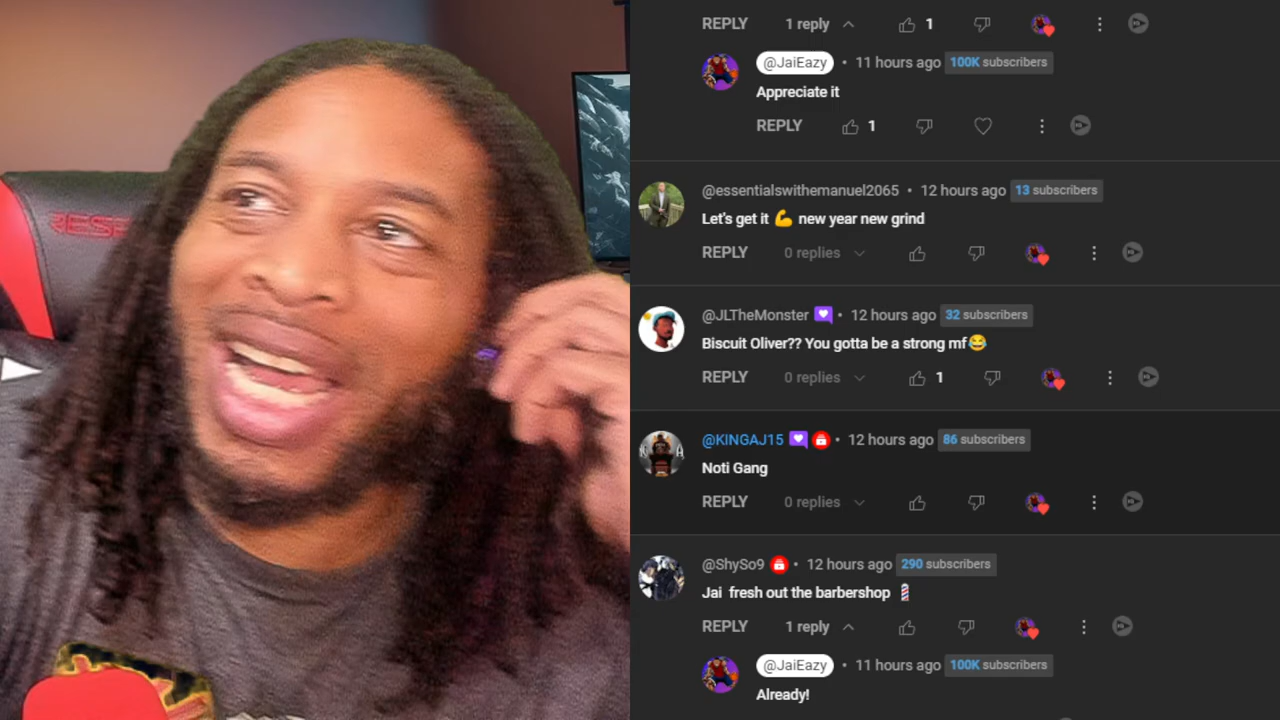 RESP
REPLY 1 reply 1
@JaiEazy • 11 hours ago 100K subscribers
Appreciate it
REPLY 1
@essentialswithemanuel2065 • 12 hours ago 13 subscribers
Let's get it 💪 new year new grind
REPLY 0 replies
@JLTheMonster • 12 hours ago 32 subscribers
Biscuit Oliver?? You gotta be a strong mf😂
REPLY 0 replies 1
@KINGAJ15 • 12 hours ago 86 subscribers
Noti Gang
REPLY 0 replies
@ShySo9 • 12 hours ago 290 subscribers
Jai fresh out the barbershop 💈
REPLY 1 reply
@JaiEazy • 11 hours ago 100K subscribers
Already!